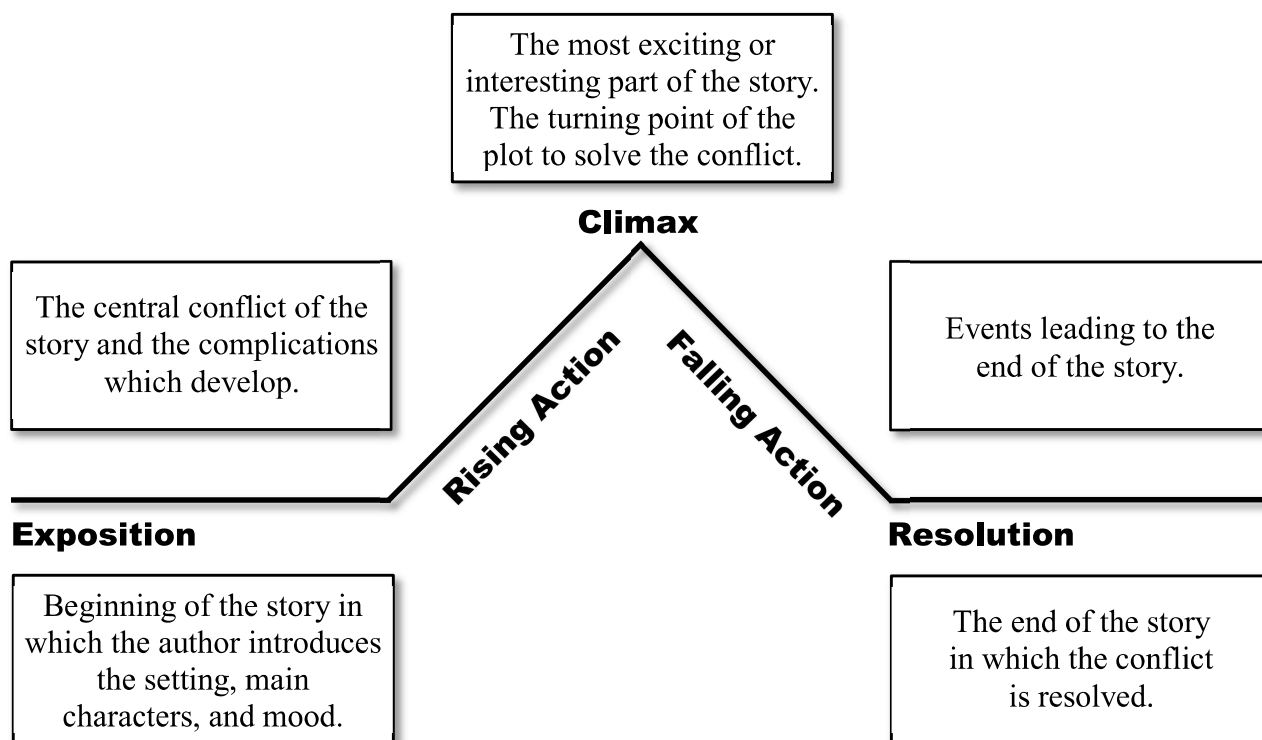 The most exciting or
interesting part of the story.
The turning point of the
plot to solve the conflict.
Climax
The central conflict of the
story and the complications
which develop.
Rising Action
Falling Action
Events leading to the
end of the story.
Exposition
Resolution
Beginning of the story in
which the author introduces
the setting, main
characters, and mood.
The end of the story
in which the conflict
is resolved.